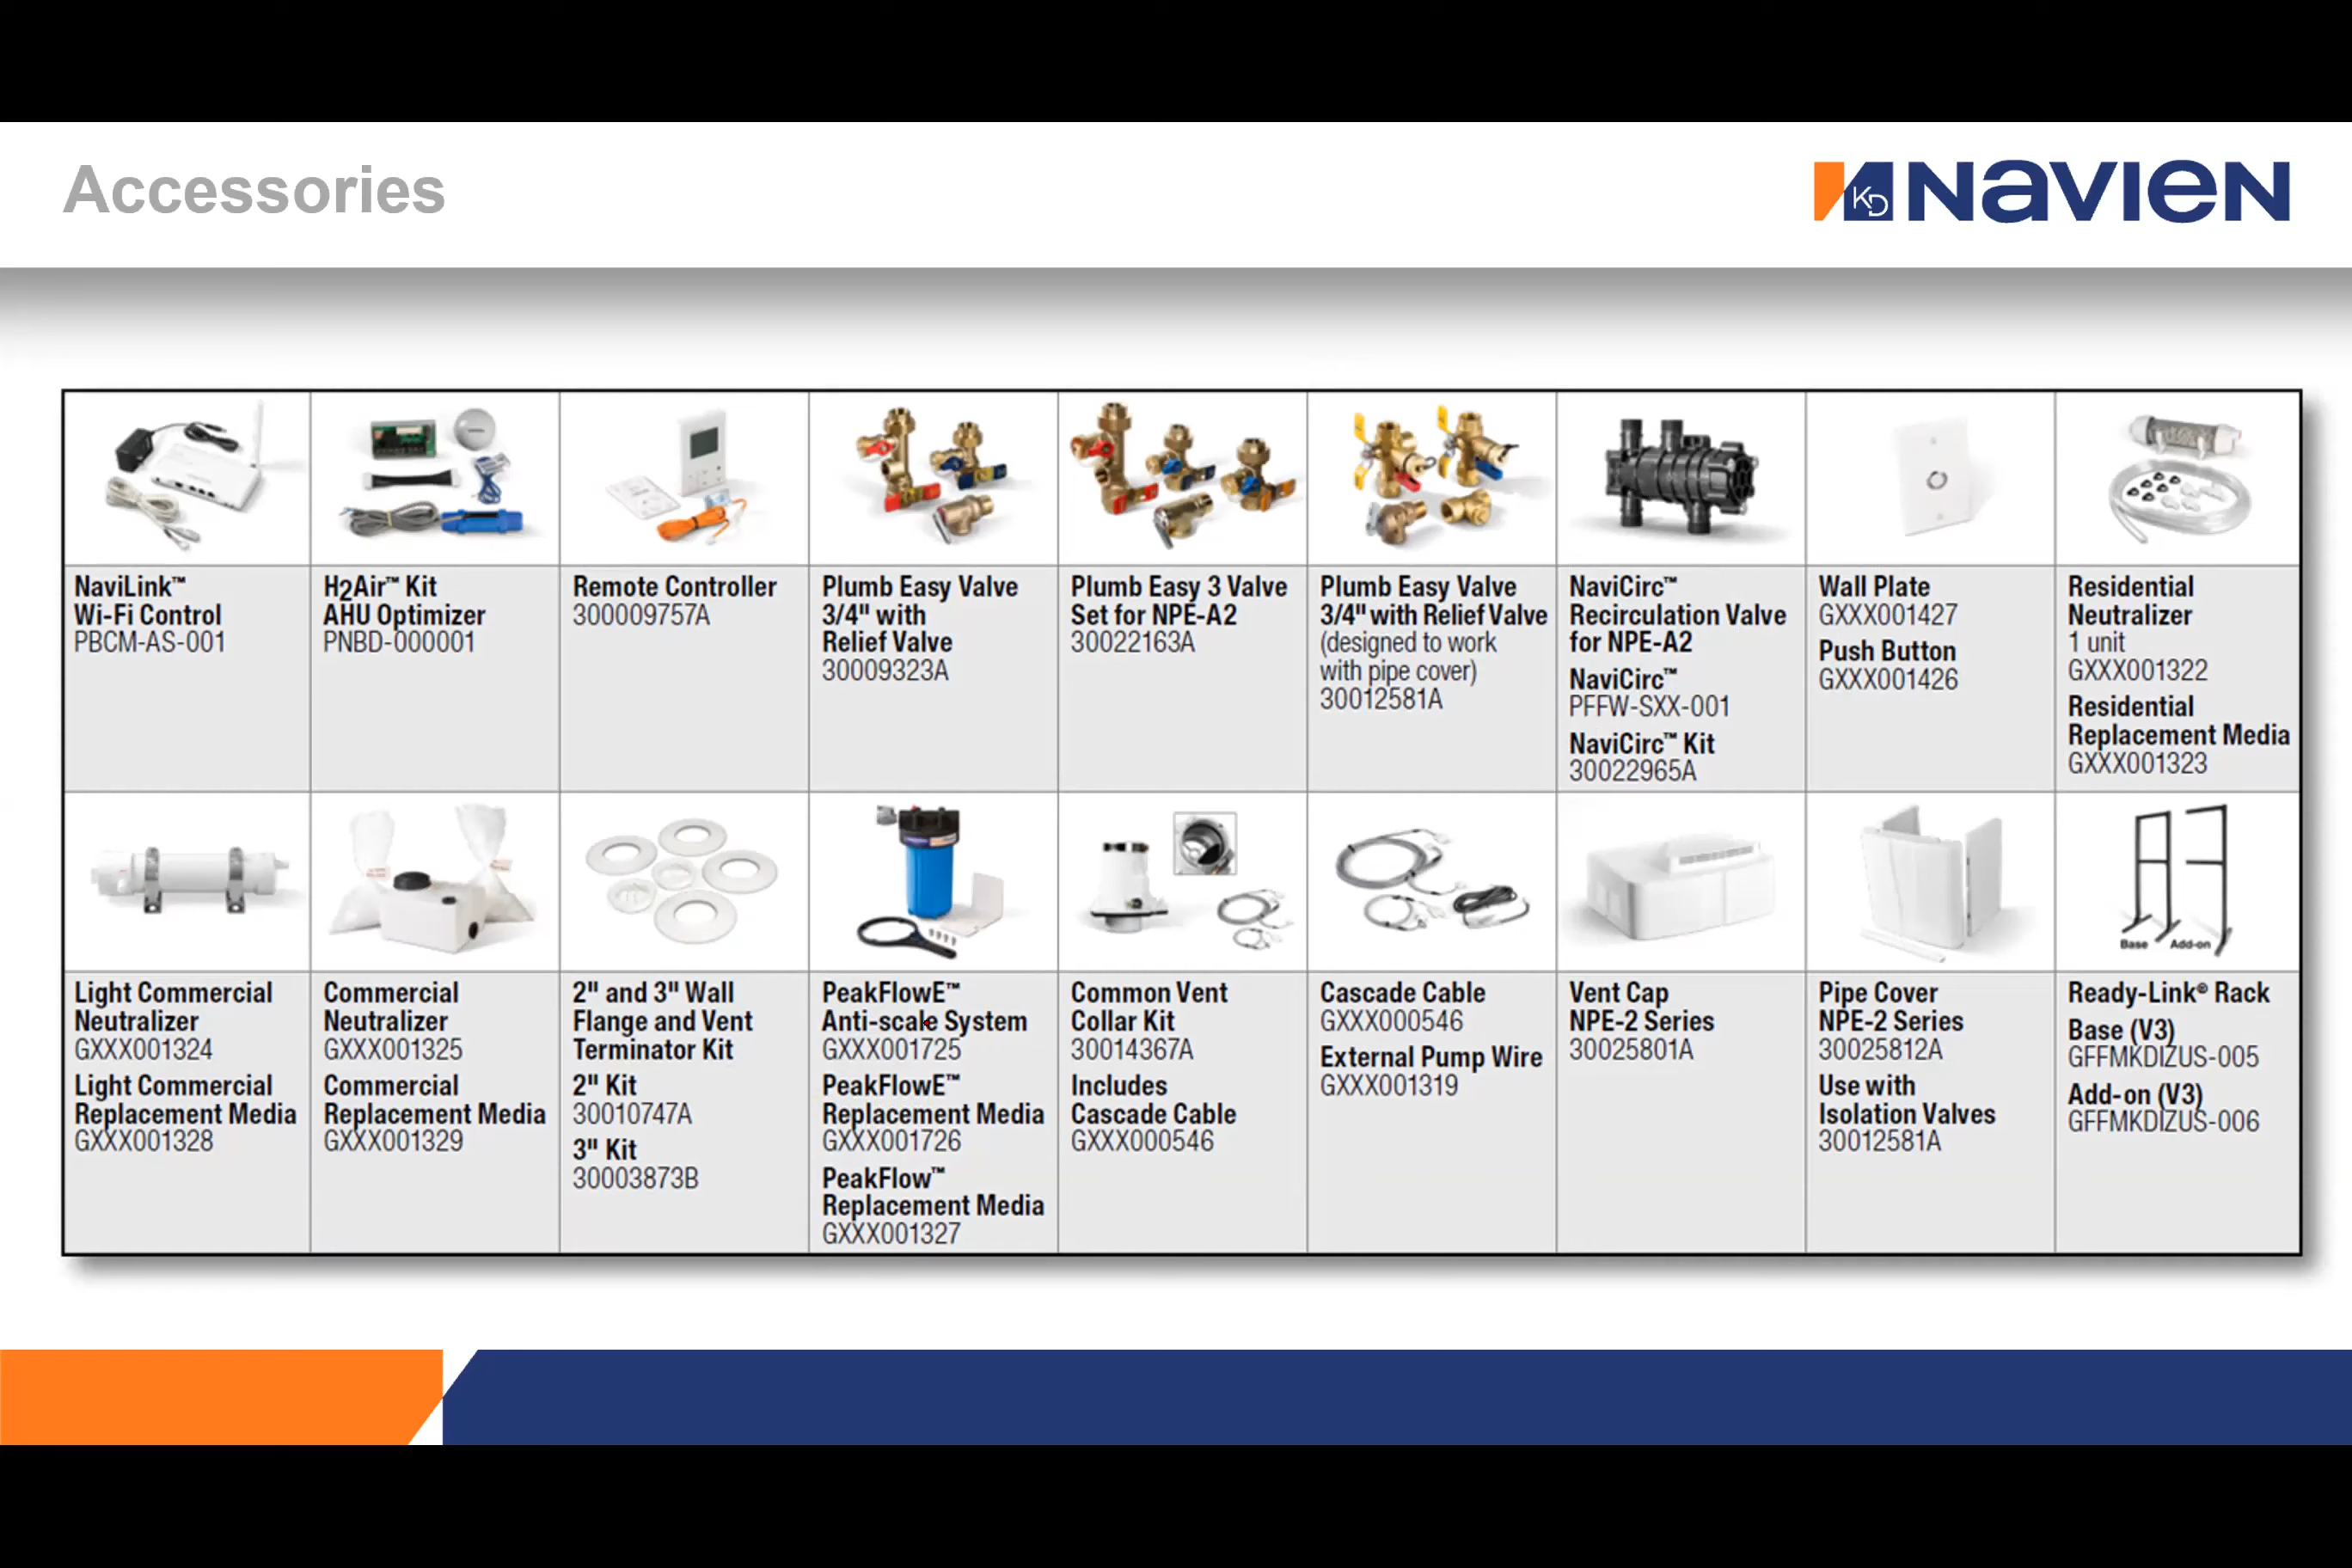 Accessories
KD NAVIEN
NaviLink™
Wi-Fi Control
PBCM-AS-001
H2Air™ Kit
AHU Optimizer
PNBD-000001
Remote Controller
300009757A
Plumb Easy Valve
3/4" with
Relief Valve
30009323A
Plumb Easy 3 Valve
Set for NPE-A2
30022163A
Plumb Easy Valve
3/4" with Relief Valve
(designed to work
with pipe cover)
30012581A
NaviCirc™
Recirculation Valve
for NPE-A2
NaviCirc™
PFFW-SXX-001
NaviCirc™ Kit
30022965A
Wall Plate
GXXX001427
Push Button
GXXX001426
Residential
Neutralizer
1 unit
GXXX001322
Residential
Replacement Media
GXXX001323
Light Commercial
Neutralizer
GXXX001324
Light Commercial
Replacement Media
GXXX001328
Commercial
Neutralizer
GXXX001325
Commercial
Replacement Media
GXXX001329
2" and 3" Wall
Flange and Vent
Terminator Kit
2" Kit
30010747A
3" Kit
30003873B
PeakFlowE™
Anti-scale System
GXXX001725
PeakFlowE™
Replacement Media
GXXX001726
PeakFlow™
Replacement Media
GXXX001327
Common Vent
Collar Kit
30014367A
Includes
Cascade Cable
GXXX000546
Cascade Cable
GXXX000546
External Pump Wire
GXXX001319
Vent Cap
NPE-2 Series
30025801A
Pipe Cover
NPE-2 Series
30025812A
Use with
Isolation Valves
30012581A
Base Add-on
Ready-Link® Rack
Base (V3)
GFFMKDIZUS-005
Add-on (V3)
GFFMKDIZUS-006